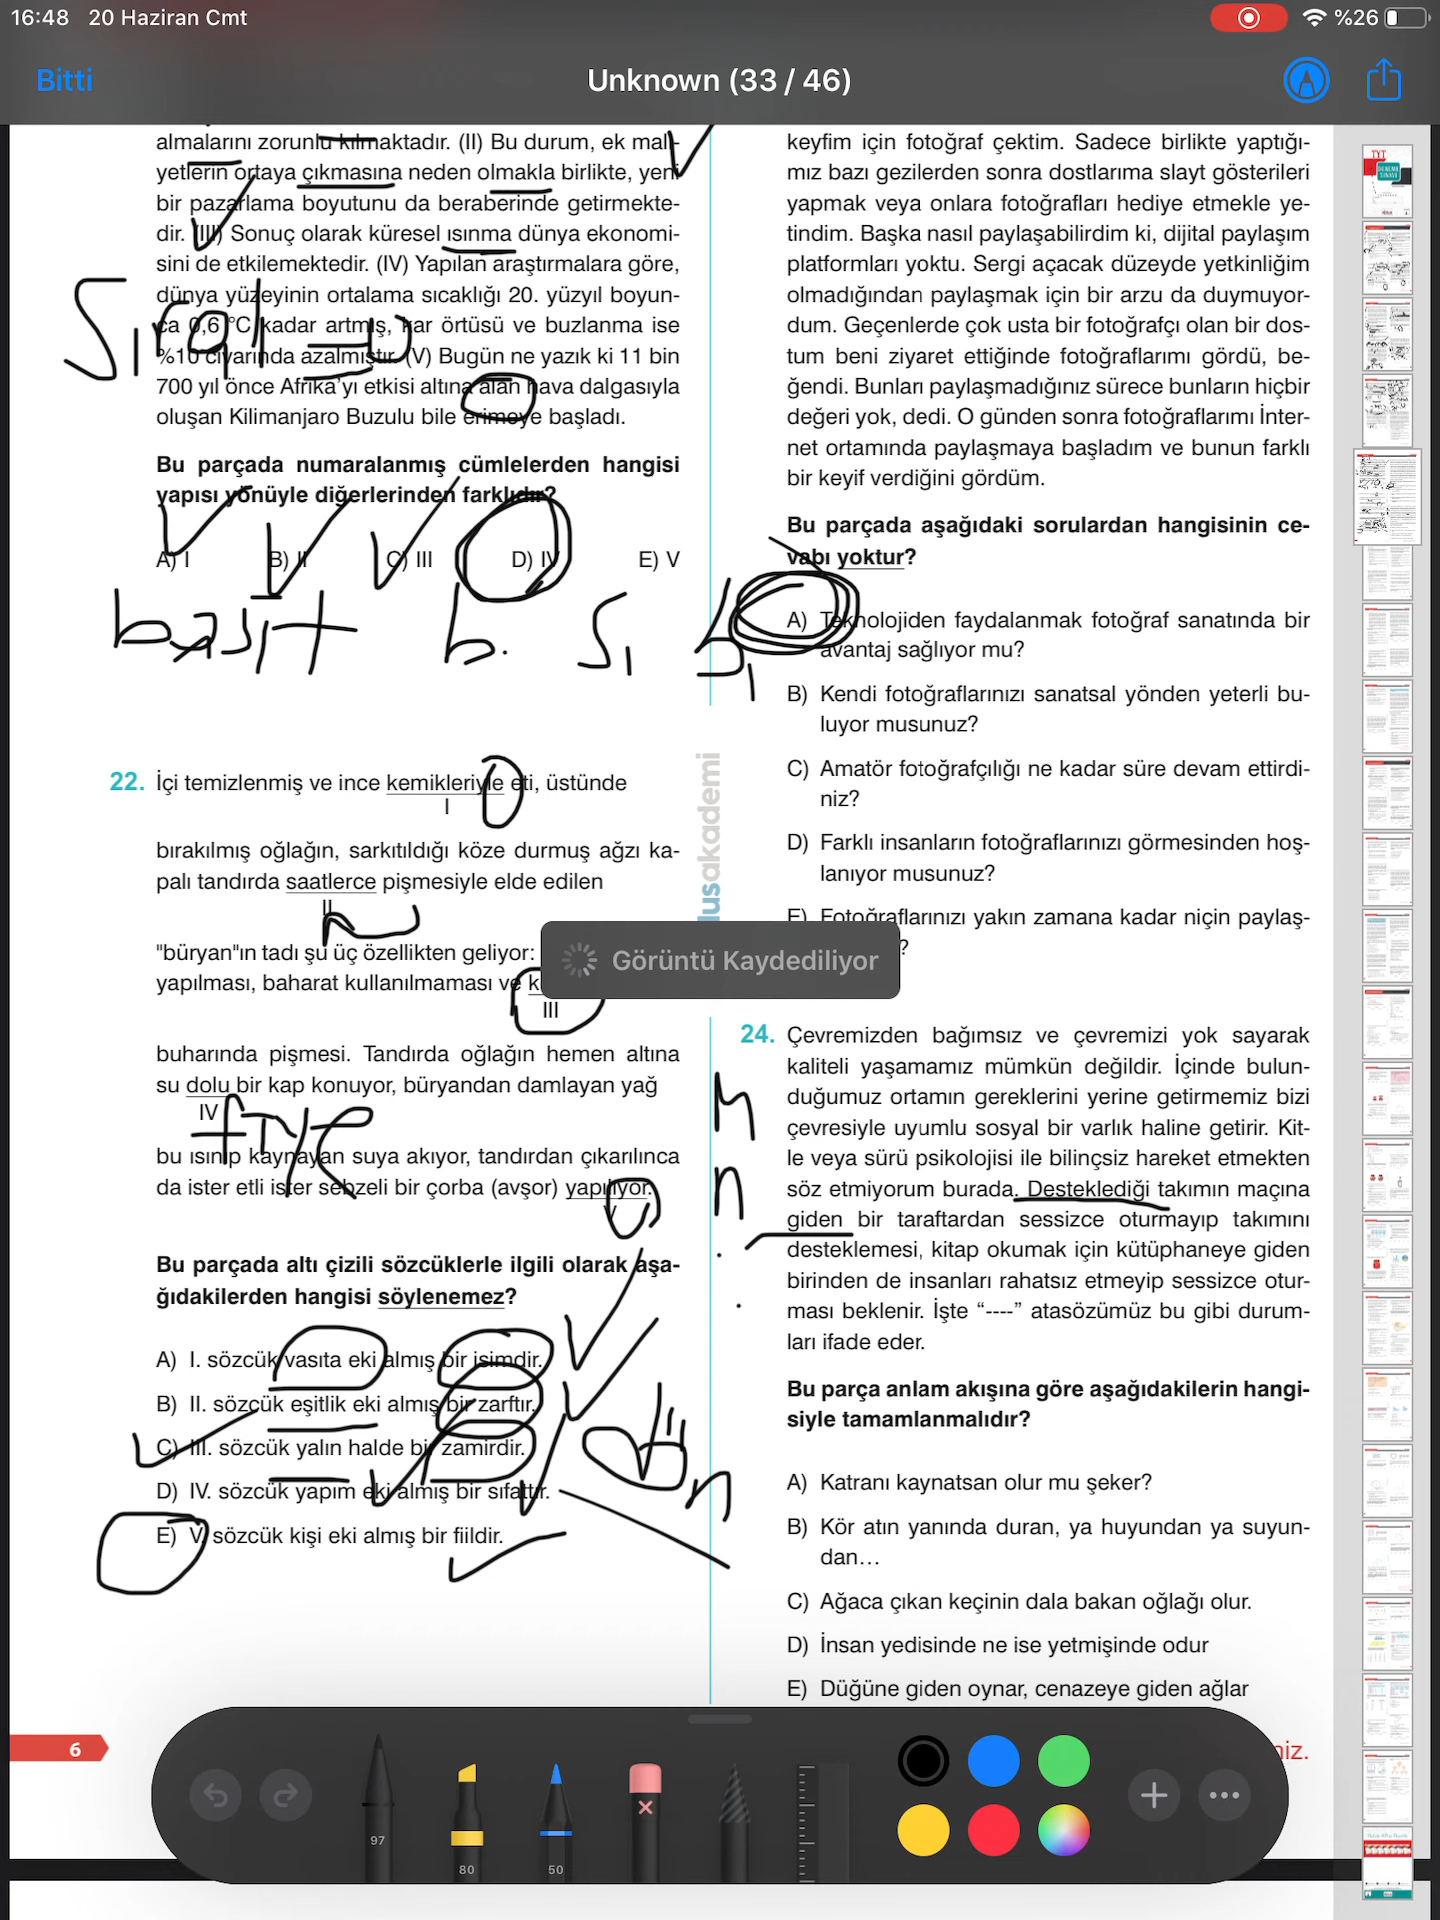 16:48 20 Haziran Cmt
%26
Bitti
Unknown (33 / 46)
almalarını zorunlu kılmaktadır. (II) Bu durum, ek mali-
yetlerin ortaya çıkmasına neden olmakla birlikte, yeni
bir pazarlama boyutunu da beraberinde getirmekte-
dir. (III) Sonuç olarak küresel ısınma dünya ekonomi-
sini de etkilemektedir. (IV) Yapılan araştırmalara göre,
dünya yüzeyinin ortalama sıcaklığı 20. yüzyıl boyun-
ca 0,6 °C kadar artmış, kar örtüsü ve buzlanma ise
%10 civarında azalmıştır. (V) Bugün ne yazık ki 11 bin
700 yıl önce Afrika'yı etkisi altına alan hava dalgasıyla
oluşan Kilimanjaro Buzulu bile erimeye başladı.
Sıralı
Bu parçada numaralanmış cümlelerden hangisi
yapısı yönüyle diğerlerinden farklıdır?
A) I B) II C) III D) IV E) V
basit b. Sı
22. İçi temizlenmiş ve ince kemikleriyle eti, üstünde
I
bırakılmış oğlağın, sarkıtıldığı köze durmuş ağzı ka-
palı tandırda saatlerce pişmesiyle elde edilen
II
"büryan"ın tadı şu üç özellikten geliyor:
yapılması, baharat kullanılmaması ve
III
buharında pişmesi. Tandırda oğlağın hemen altına
su dolu bir kap konuyor, büryandan damlayan yağ
IV
bu ısınıp kaynayan suya akıyor, tandırdan çıkarılınca
da ister etli ister sebzeli bir çorba (avşor) yapılıyor.
V
Bu parçada altı çizili sözcüklerle ilgili olarak aşa-
ğıdakilerden hangisi söylenemez?
A) I. sözcük vasıta eki almış bir isimdir.
B) II. sözcük eşitlik eki almış bir zarftır.
C) III. sözcük yalın halde bir zamirdir.
D) IV. sözcük yapım eki almış bir sıfattır.
E) V. sözcük kişi eki almış bir fiildir.
6
keyfim için fotoğraf çektim. Sadece birlikte yaptığı-
mız bazı gezilerden sonra dostlarıma slayt gösterileri
yapmak veya onlara fotoğrafları hediye etmekle ye-
tindim. Başka nasıl paylaşabilirdim ki, dijital paylaşım
platformları yoktu. Sergi açacak düzeyde yetkinliğim
olmadığından paylaşmak için bir arzu da duymuyor-
dum. Geçenlerde çok usta bir fotoğrafçı olan bir dos-
tum beni ziyaret ettiğinde fotoğraflarımı gördü, be-
ğendi. Bunları paylaşmadığınız sürece bunların hiçbir
değeri yok, dedi. O günden sonra fotoğraflarımı İnter-
net ortamında paylaşmaya başladım ve bunun farklı
bir keyif verdiğini gördüm.
Bu parçada aşağıdaki sorulardan hangisinin ce-
vabı yoktur?
A) Teknolojiden faydalanmak fotoğraf sanatında bir
avantaj sağlıyor mu?
B) Kendi fotoğraflarınızı sanatsal yönden yeterli bu-
luyor musunuz?
C) Amatör fotoğrafçılığı ne kadar süre devam ettirdi-
niz?
D) Farklı insanların fotoğraflarınızı görmesinden hoş-
lanıyor musunuz?
E) Fotoğraflarınızı yakın zamana kadar niçin paylaş-
?
lusakademi
Görüntü Kaydediliyor
24. Çevremizden bağımsız ve çevremizi yok sayarak
kaliteli yaşamamız mümkün değildir. İçinde bulun-
duğumuz ortamın gereklerini yerine getirmemiz bizi
çevresiyle uyumlu sosyal bir varlık haline getirir. Kit-
le veya sürü psikolojisi ile bilinçsiz hareket etmekten
söz etmiyorum burada. Desteklediği takımın maçına
giden bir taraftardan sessizce oturmayıp takımını
desteklemesi, kitap okumak için kütüphaneye giden
birinden de insanları rahatsız etmeyip sessizce otur-
ması beklenir. İşte “----” atasözümüz bu gibi durum-
ları ifade eder.
Bu parça anlam akışına göre aşağıdakilerin hangi-
siyle tamamlanmalıdır?
A) Katranı kaynatsan olur mu şeker?
B) Kör atın yanında duran, ya huyundan ya suyun-
dan…
C) Ağaca çıkan keçinin dala bakan oğlağı olur.
D) İnsan yedisinde ne ise yetmişinde odur
E) Düğüne giden oynar, cenazeye giden ağlar
niz.
97
80
50